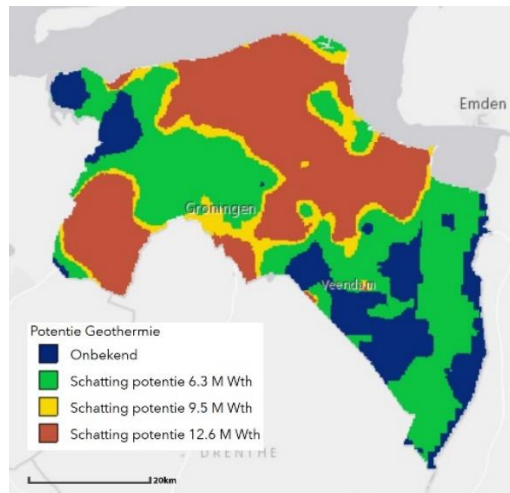 Emden
Groningen
Veendam
Potentie Geothermie
Onbekend
Schatting potentie 6.3 M Wth
Schatting potentie 9.5 M Wth
Schatting potentie 12.6 M Wth
DRENTHE
20km